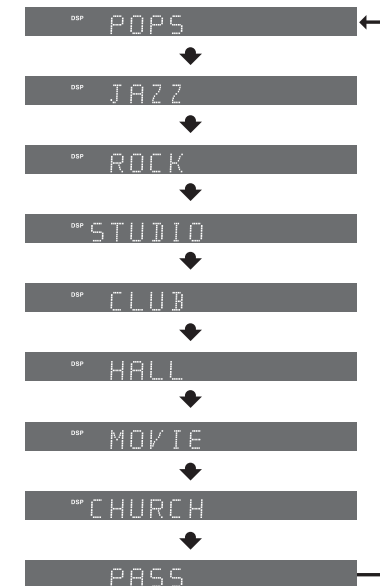 DSP POPS
DSP JAZZ
DSP ROCK
DSP STUDIO
DSP CLUB
DSP HALL
DSP MOVIE
DSP CHURCH
PASS